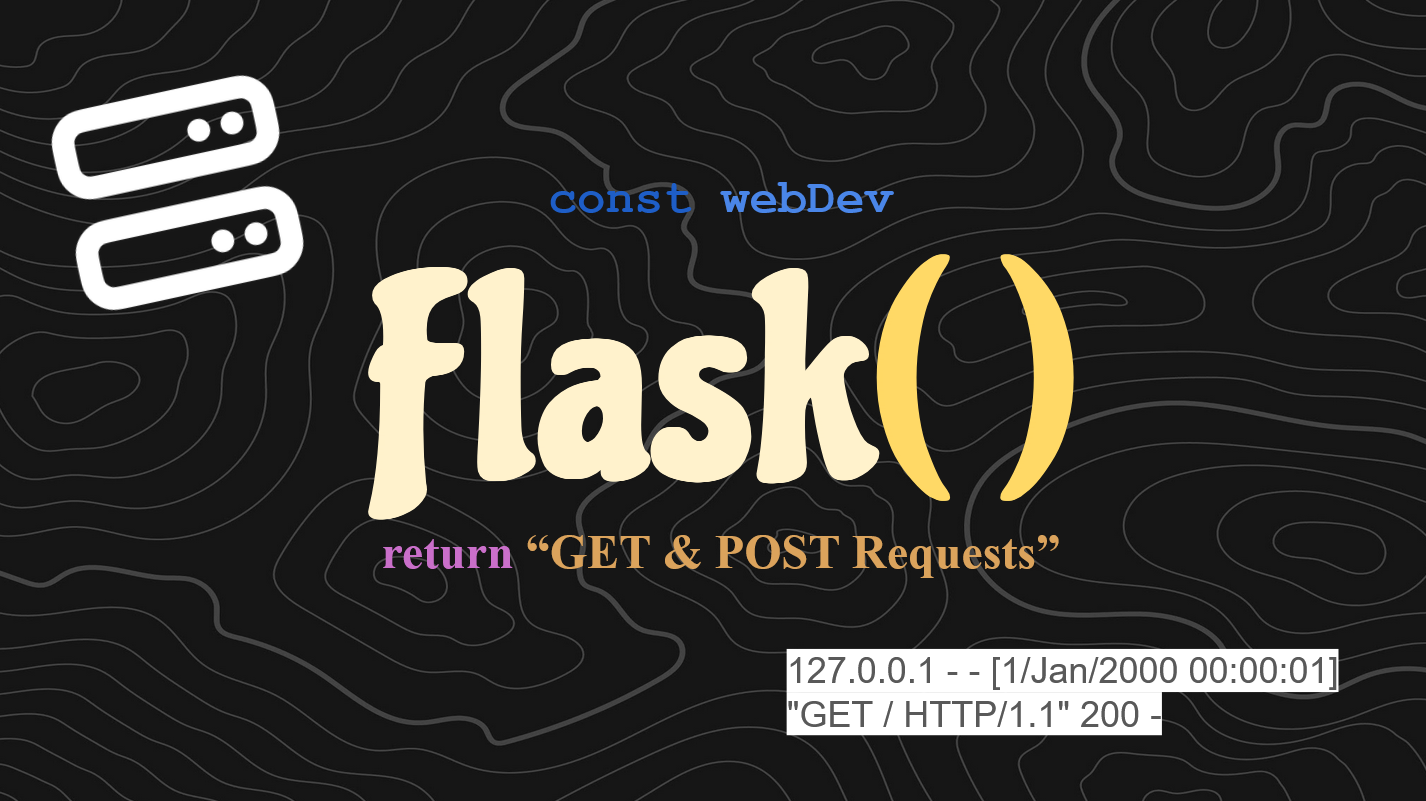 const webDev
flask()
return “GET & POST Requests”
127.0.0.1 - - [1/Jan/2000 00:00:01]
"GET / HTTP/1.1" 200 -